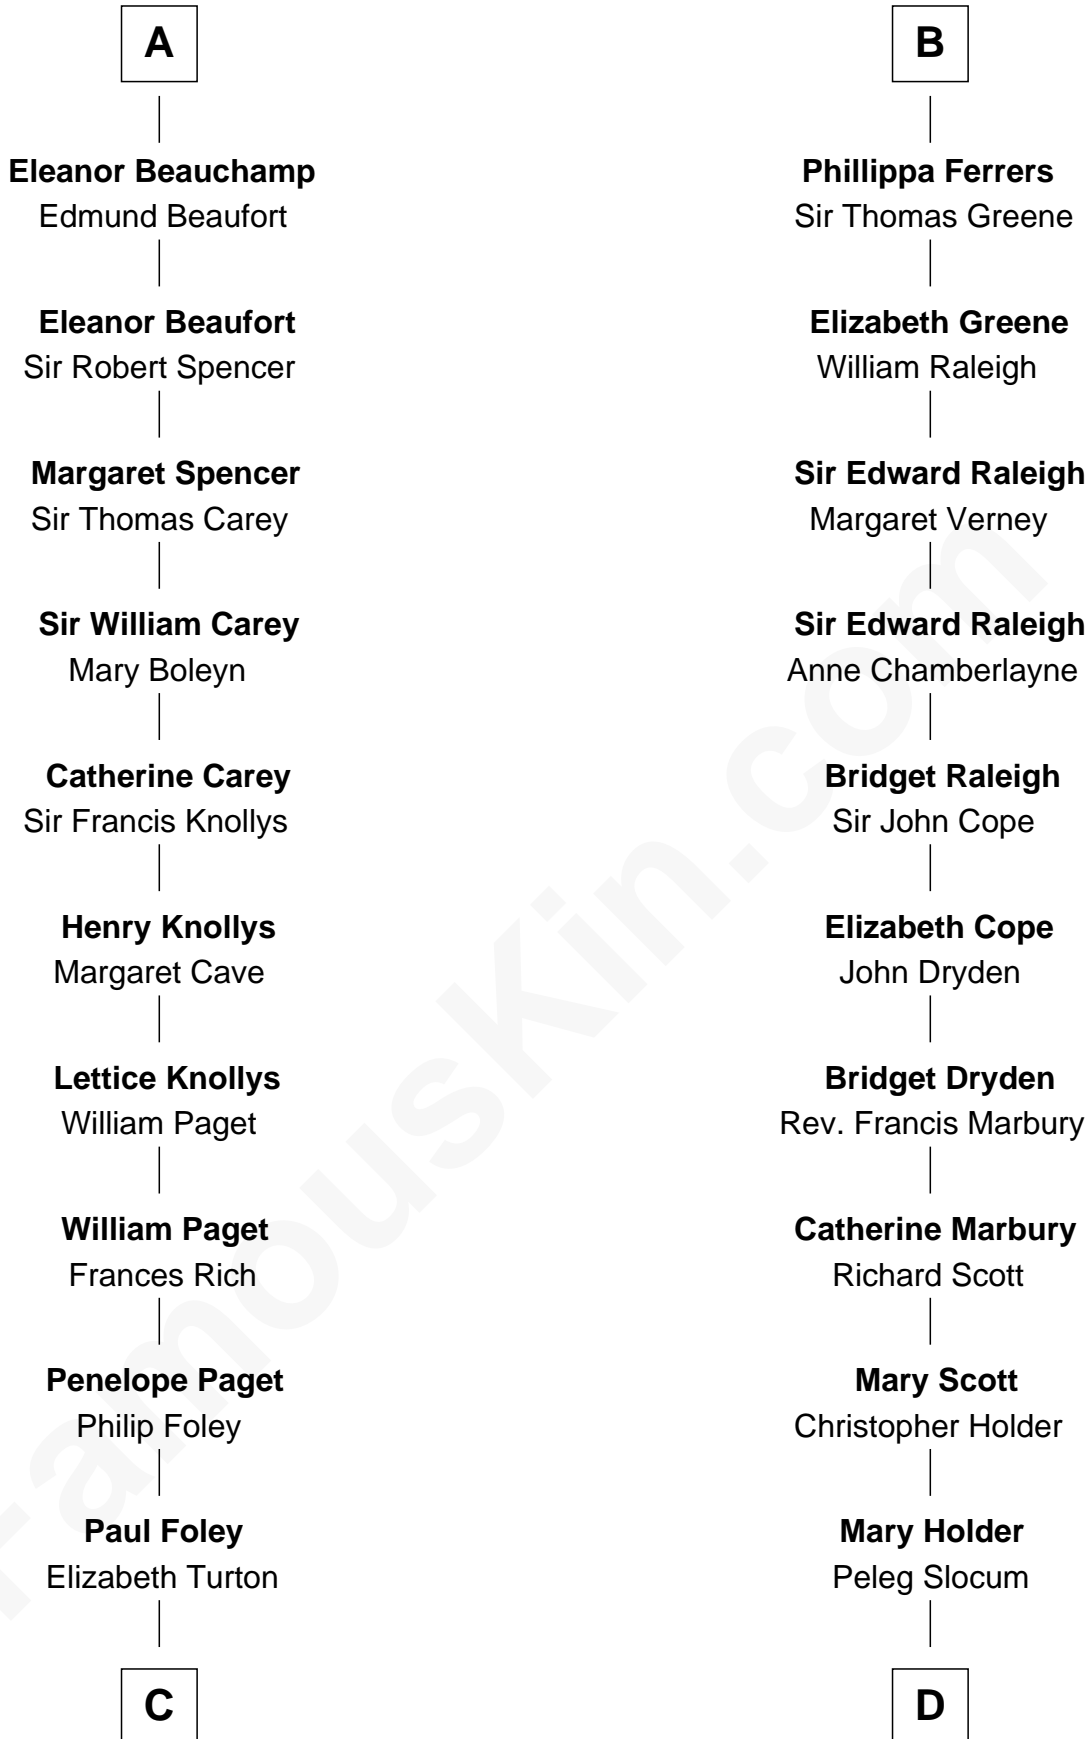 A
Eleanor Beauchamp
Edmund Beaufort
Eleanor Beaufort
Sir Robert Spencer
Margaret Spencer
Sir Thomas Carey
Sir William Carey
Mary Boleyn
Catherine Carey
Sir Francis Knollys
Henry Knollys
Margaret Cave
Lettice Knollys
William Paget
William Paget
Frances Rich
Penelope Paget
Philip Foley
Paul Foley
Elizabeth Turton
C
B
Phillippa Ferrers
Sir Thomas Greene
Elizabeth Greene
William Raleigh
Sir Edward Raleigh
Margaret Verney
Sir Edward Raleigh
Anne Chamberlayne
Bridget Raleigh
Sir John Cope
Elizabeth Cope
John Dryden
Bridget Dryden
Rev. Francis Marbury
Catherine Marbury
Richard Scott
Mary Scott
Christopher Holder
Mary Holder
Peleg Slocum
D
FamousKin.com